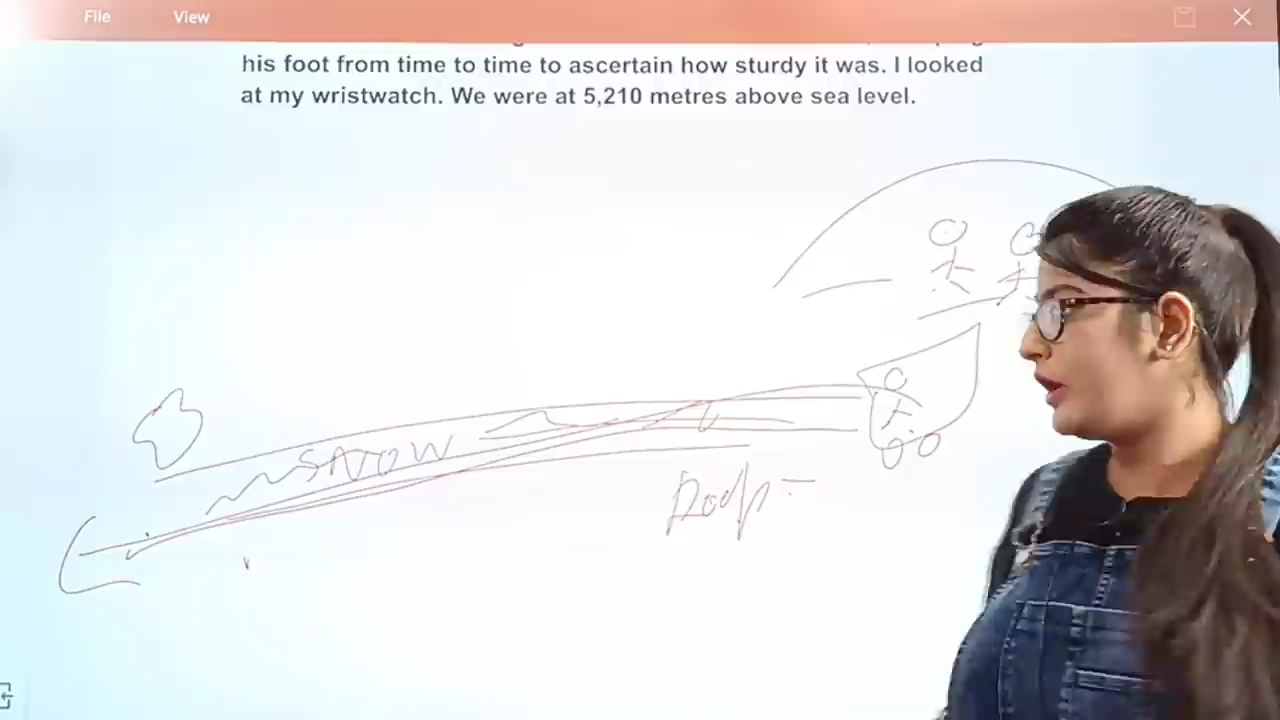 File View
his foot from time to time to ascertain how sturdy it was. I looked
at my wristwatch. We were at 5,210 metres above sea level.
SNOW